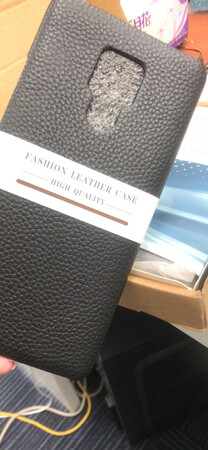 FASHION LEATHER CASE
HIGH QUALITY